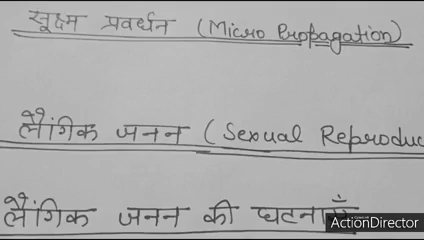 सूक्ष्म प्रवर्धन (Micro Propagation)
लैंगिक जनन (Sexual Reproduc
लैंगिक जनन की घटनाएँ
ActionDirector